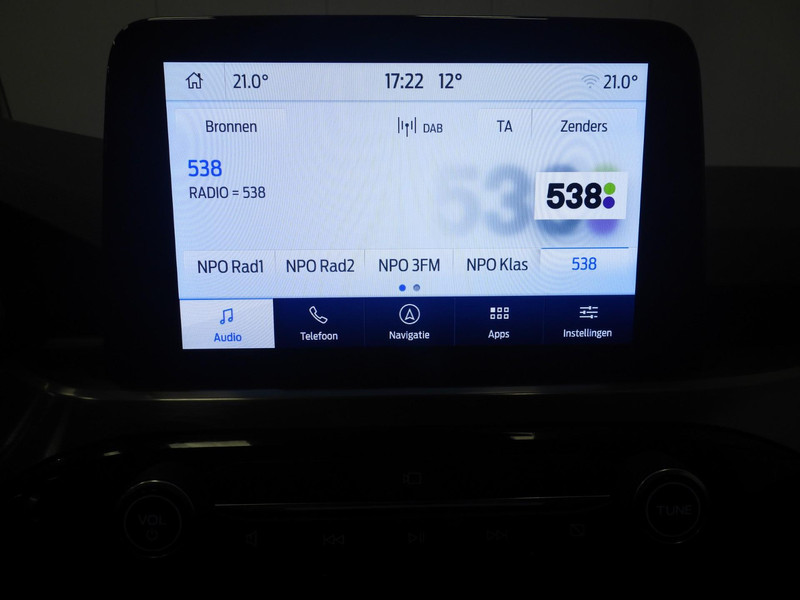 21.0° 17:22 12° 21.0°
Bronnen DAB TA Zenders
538
RADIO = 538
538
NPO Rad1 NPO Rad2 NPO 3FM NPO Klas 538
Audio Telefoon Navigatie Apps Instellingen
VOL TUNE